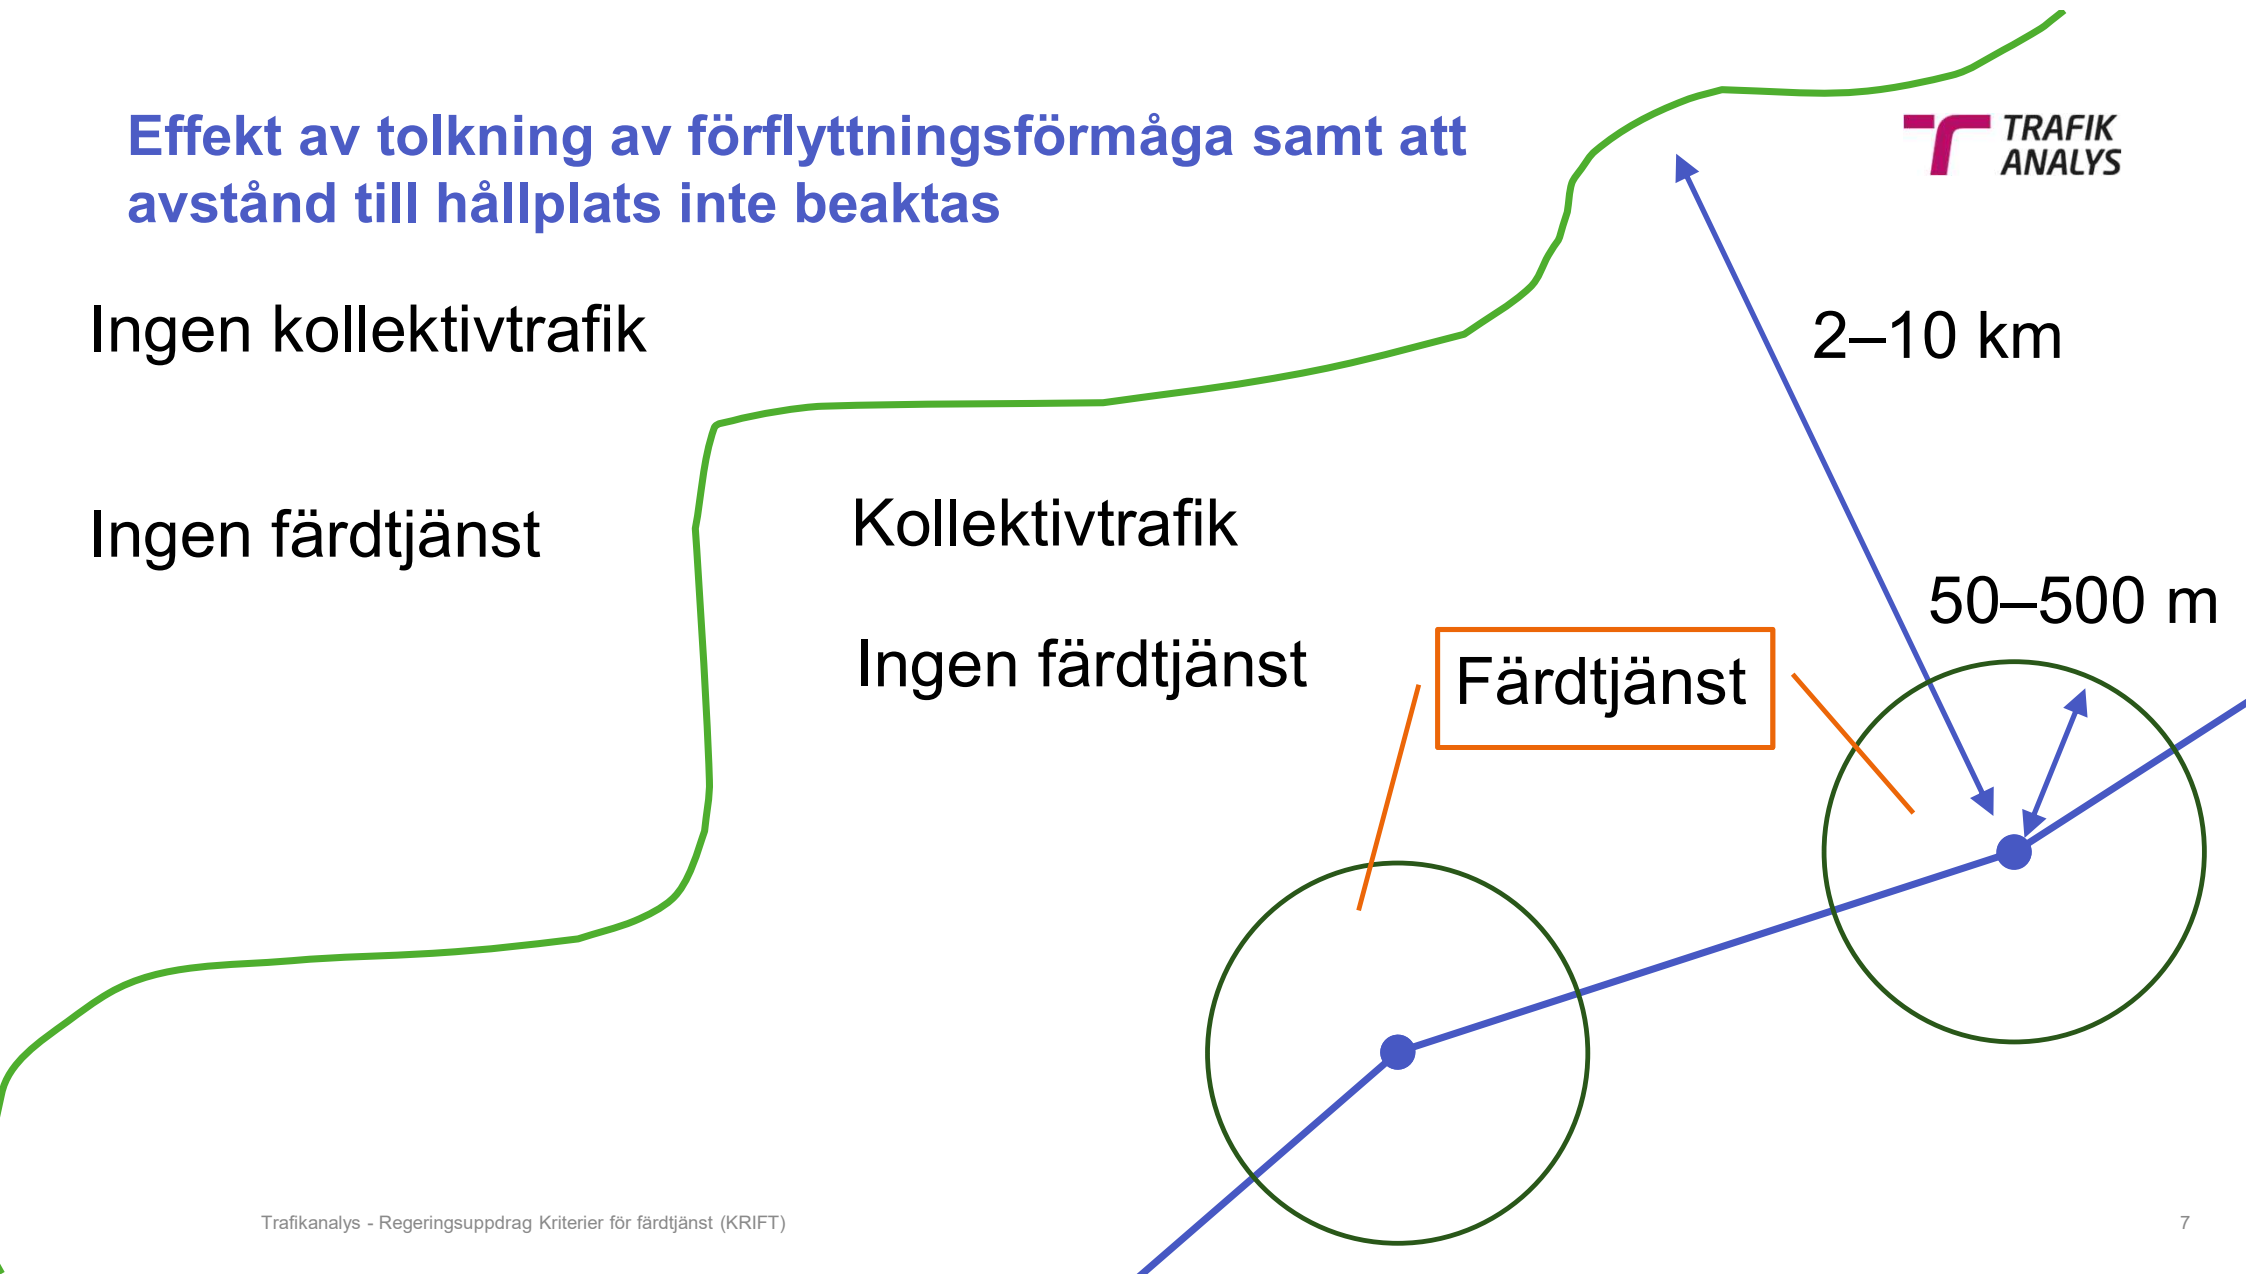 Effekt av tolkning av förflyttningsförmåga samt att
avstånd till hållplats inte beaktas
TRAFIK
ANALYS
Ingen kollektivtrafik
2–10 km
Ingen färdtjänst
Kollektivtrafik
50–500 m
Ingen färdtjänst
Färdtjänst
Trafikanalys - Regeringsuppdrag Kriterier för färdtjänst (KRIFT)
7